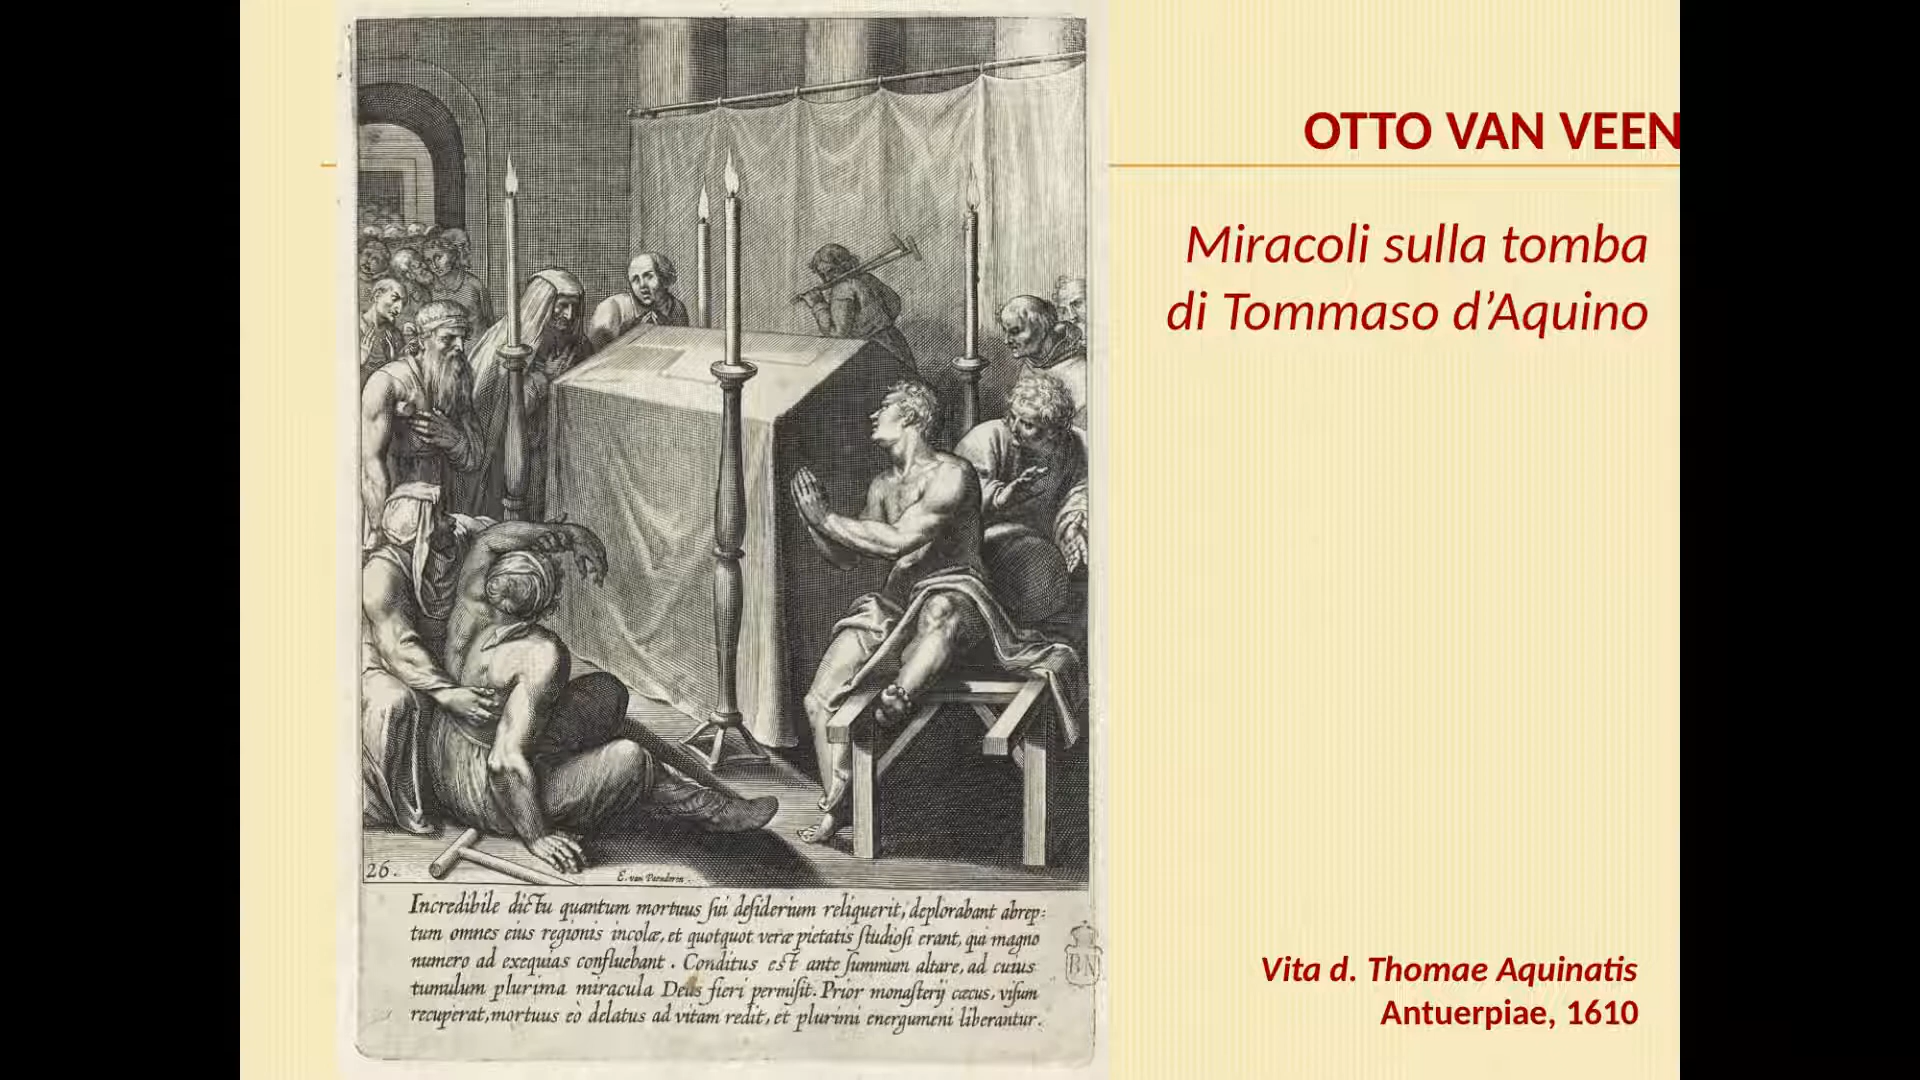 OTTO VAN VEEN
Miracoli sulla tomba
di Tommaso d’Aquino
26.
E. van Paenderen.
Incredibile dictu quantum mortuus ſui deſiderium reliquerit, deplorabant abrep:
tum omnes eius regionis incolæ, et quotquot veræ pietatis ſtudioſi erant, qui magno
numero ad exequias confluebant. Conditus est ante ſummum altare, ad cuius
tumulum plurima miracula Deus fieri permiſit. Prior monaſterij cæcus, viſum
recuperat, mortuus eò delatus ad vitam redit, et plurimi energumeni liberantur.
BN
Vita d. Thomae Aquinatis
Antuerpiae, 1610